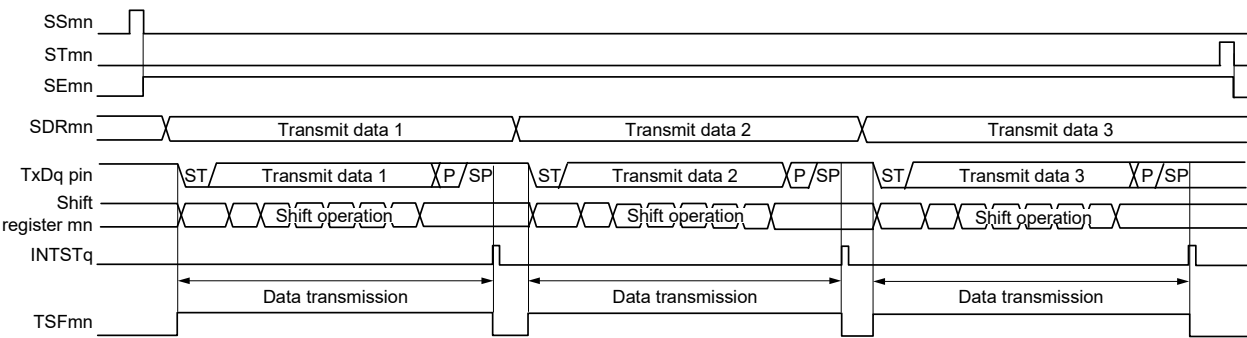 SSmn
STmn
SEmn
SDRmn Transmit data 1 Transmit data 2 Transmit data 3
TxDq pin ST Transmit data 1 P SP ST Transmit data 2 P SP ST Transmit data 3 P SP
Shift
register mn Shift operation Shift operation Shift operation
INTSTq
Data transmission Data transmission Data transmission
TSFmn